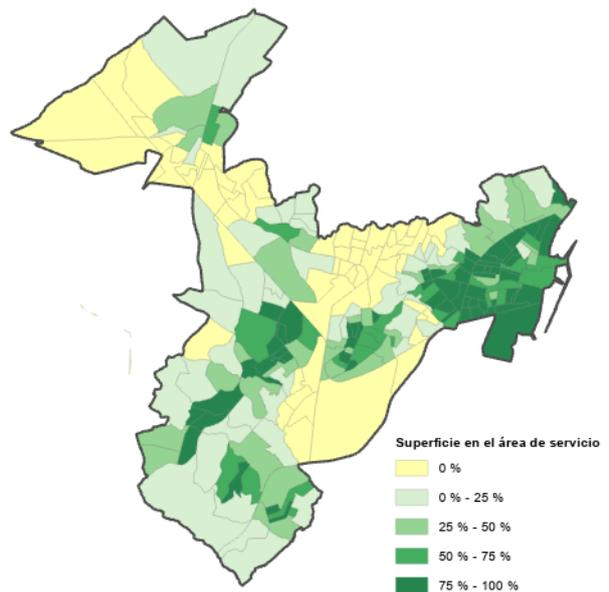 Superficie en el área de servicio
0 %
0 % - 25 %
25 % - 50 %
50 % - 75 %
75 % - 100 %